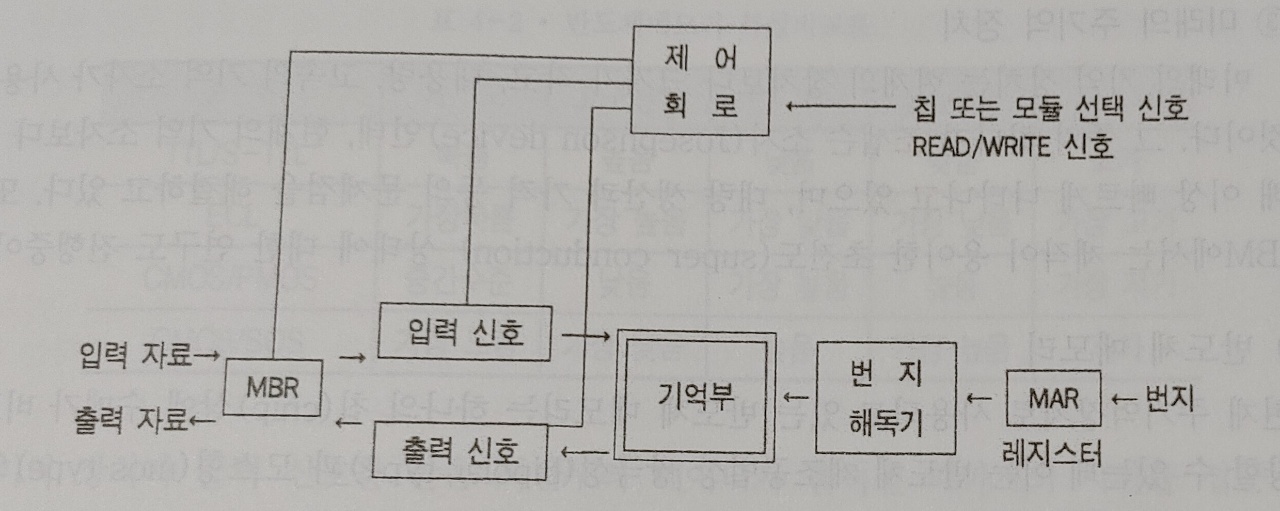 제 어
회 로
칩 또는 모듈 선택 신호
READ/WRITE 신호
입력 신호
입력 자료→
MBR
출력 자료←
출력 신호
기억부
번 지
해독기
MAR
←번지
레지스터